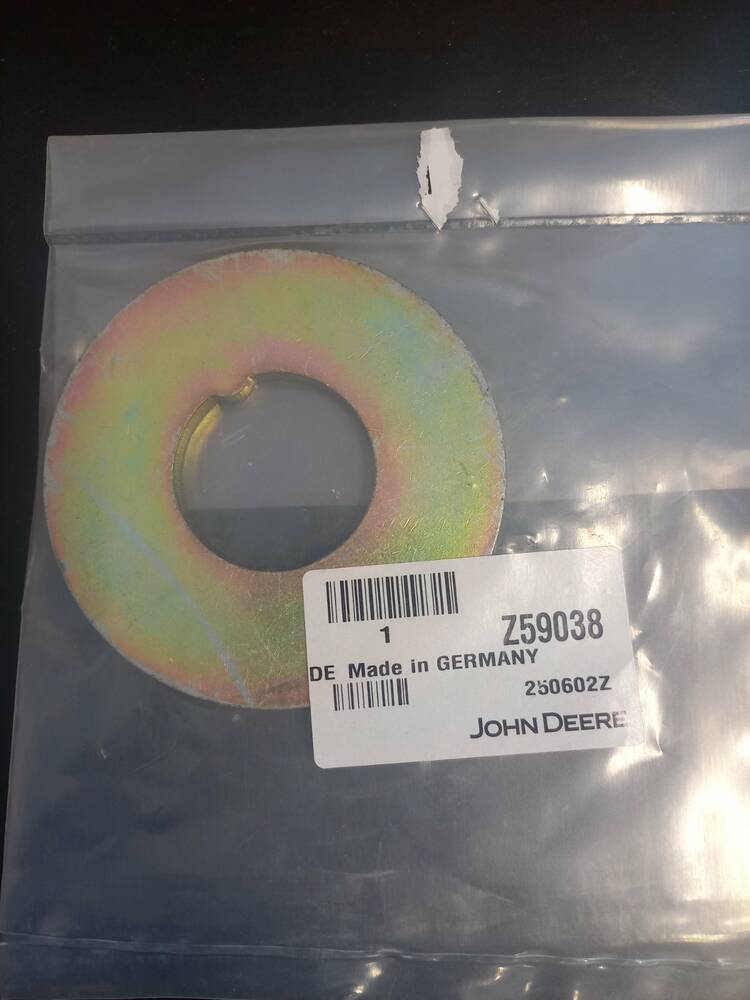 1
Z59038
DE Made in GERMANY
250602Z
JOHN DEERE